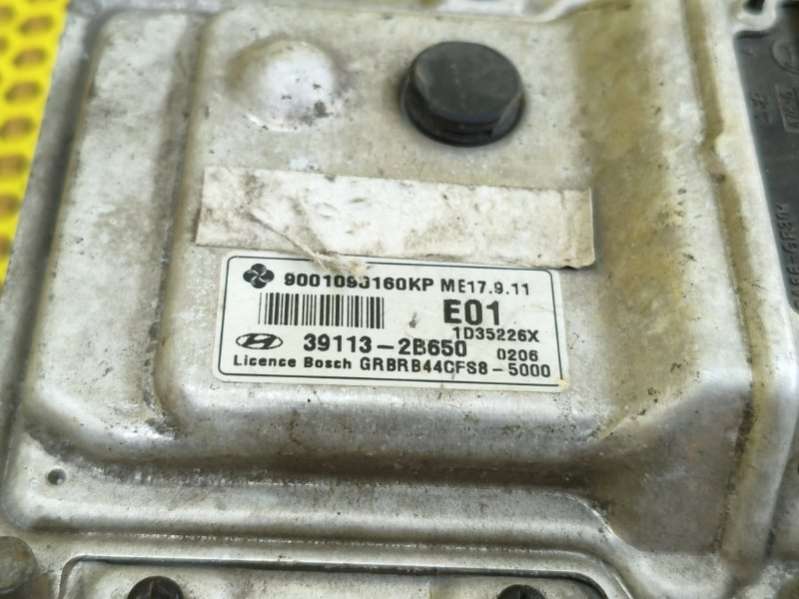 9001090160KP ME17.9.11
E01
1D35226X
39113-2B650 0206
Licence Bosch GRBRB44CFS8-5000